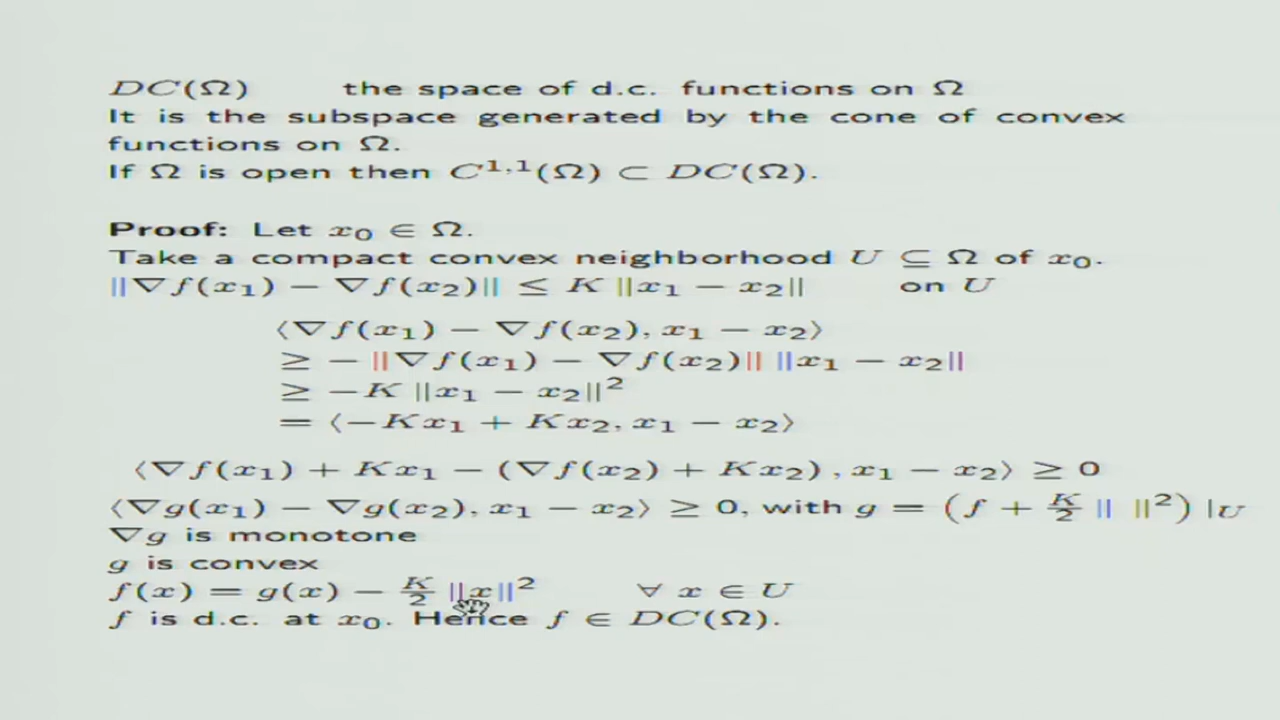 DC(Ω) the space of d.c. functions on Ω
It is the subspace generated by the cone of convex
functions on Ω.
If Ω is open then C^{1,1}(Ω) ⊂ DC(Ω).
Proof: Let x₀ ∈ Ω.
Take a compact convex neighborhood U ⊆ Ω of x₀.
‖∇f(x₁) − ∇f(x₂)‖ ≤ K ‖x₁ − x₂‖ on U
⟨∇f(x₁) − ∇f(x₂), x₁ − x₂⟩
≥ −‖∇f(x₁) − ∇f(x₂)‖ ‖x₁ − x₂‖
≥ −K ‖x₁ − x₂‖²
= ⟨−Kx₁ + Kx₂, x₁ − x₂⟩
⟨∇f(x₁) + Kx₁ − (∇f(x₂) + Kx₂), x₁ − x₂⟩ ≥ 0
⟨∇g(x₁) − ∇g(x₂), x₁ − x₂⟩ ≥ 0, with g = (f + K/2 ‖ ‖²) |_U
∇g is monotone
g is convex
f(x) = g(x) − K/2 ‖x‖² ∀ x ∈ U
f is d.c. at x₀. Hence f ∈ DC(Ω).